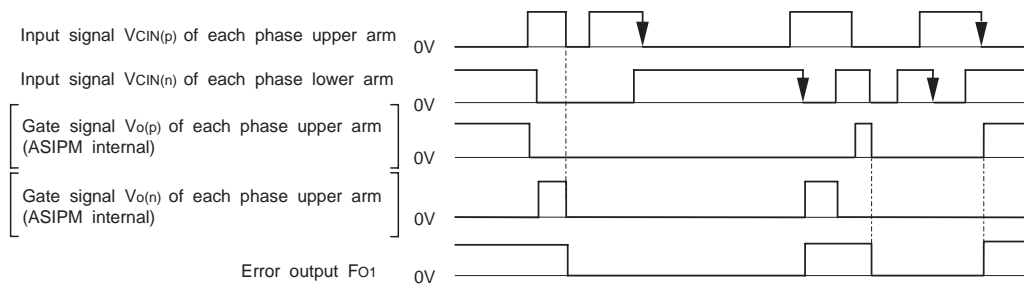 Input signal VCIN(p) of each phase upper arm
0V
Input signal VCIN(n) of each phase lower arm
0V
Gate signal Vo(p) of each phase upper arm
(ASIPM internal)
0V
Gate signal Vo(n) of each phase upper arm
(ASIPM internal)
0V
Error output FO1
0V